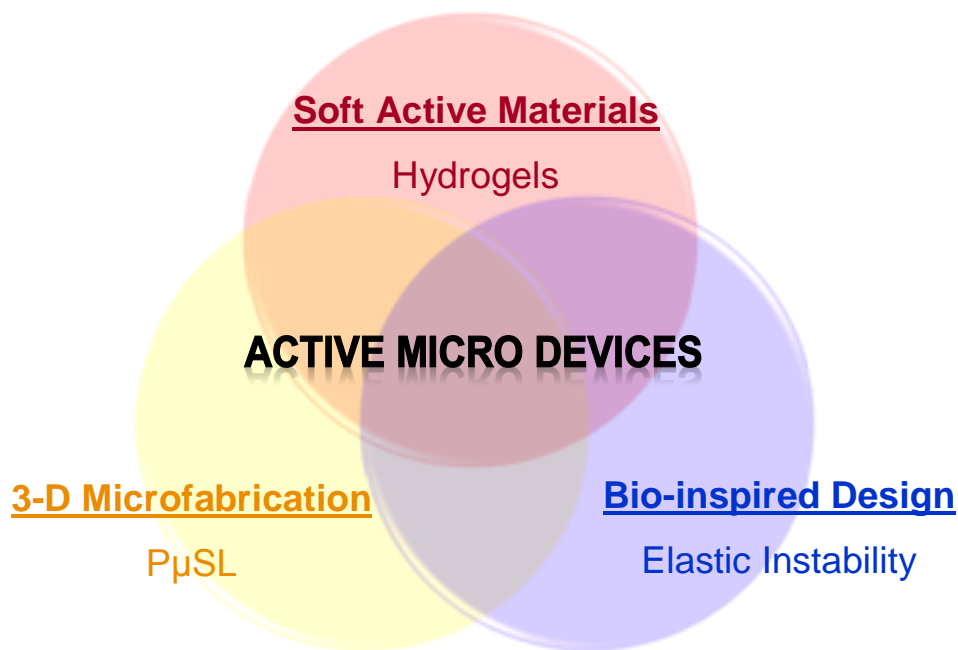 Soft Active Materials
Hydrogels
ACTIVE MICRO DEVICES
3-D Microfabrication
PµSL
Bio-inspired Design
Elastic Instability